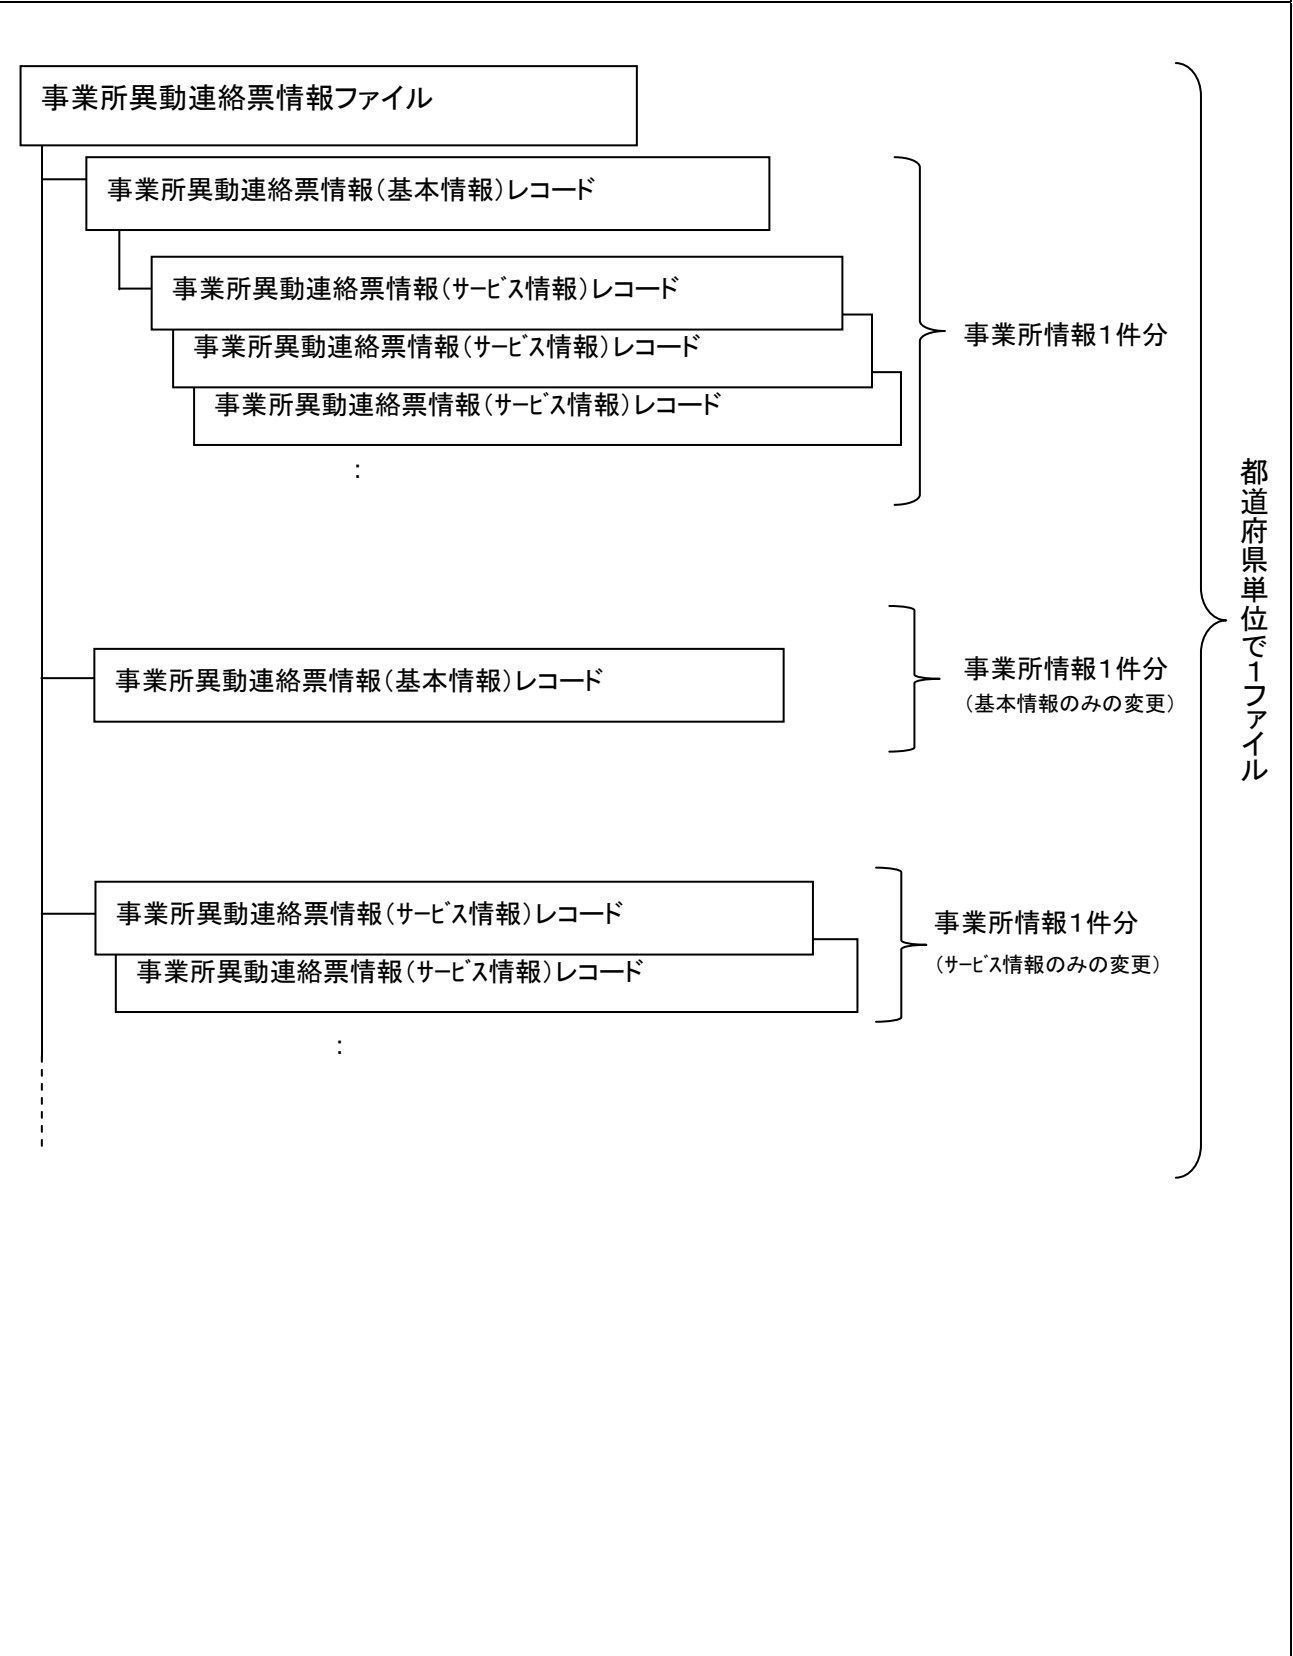 事業所異動連絡票情報ファイル
事業所異動連絡票情報（基本情報）レコード
事業所異動連絡票情報（ｻｰﾋﾞｽ情報）レコード
事業所異動連絡票情報（ｻｰﾋﾞｽ情報）レコード
事業所異動連絡票情報（ｻｰﾋﾞｽ情報）レコード
：
事業所情報１件分
事業所異動連絡票情報（基本情報）レコード
事業所情報１件分
（基本情報のみの変更）
事業所異動連絡票情報（ｻｰﾋﾞｽ情報）レコード
事業所異動連絡票情報（ｻｰﾋﾞｽ情報）レコード
：
事業所情報１件分
（ｻｰﾋﾞｽ情報のみの変更）
都道府県単位で１ファイル